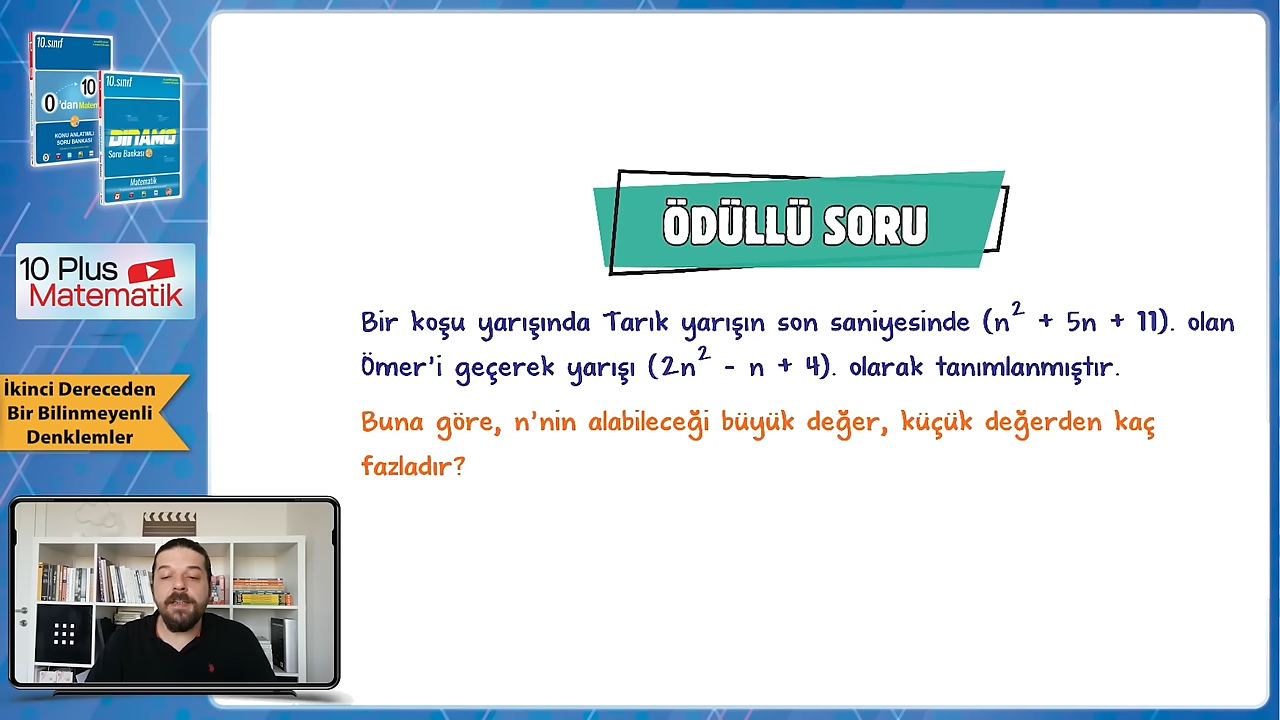 10.sınıf
10
0'dan Matem
KONU ANLATIMLI
SORU BANKASI
10.sınıf
DİNAMO
Soru Bankası
Matematik
10 Plus
Matematik
İkinci Dereceden
Bir Bilinmeyenli
Denklemler
ÖDÜLLÜ SORU
Bir koşu yarışında Tarık yarışın son saniyesinde (n² + 5n + 11). olan
Ömer'i geçerek yarışı (2n² - n + 4). olarak tanımlanmıştır.
Buna göre, n'nin alabileceği büyük değer, küçük değerden kaç
fazladır?